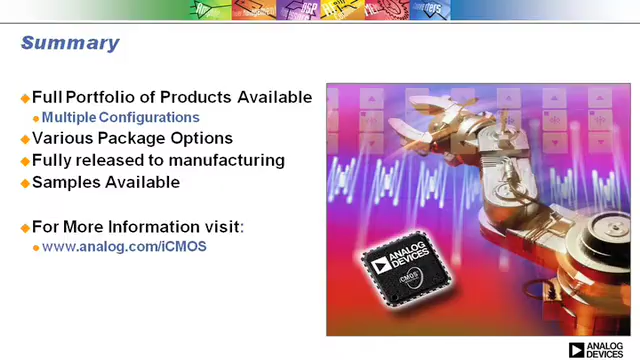 Summary
Full Portfolio of Products Available
Multiple Configurations
Various Package Options
Fully released to manufacturing
Samples Available
For More Information visit:
www.analog.com/iCMOS
ANALOG
DEVICES
iCMOS
ANALOG
DEVICES